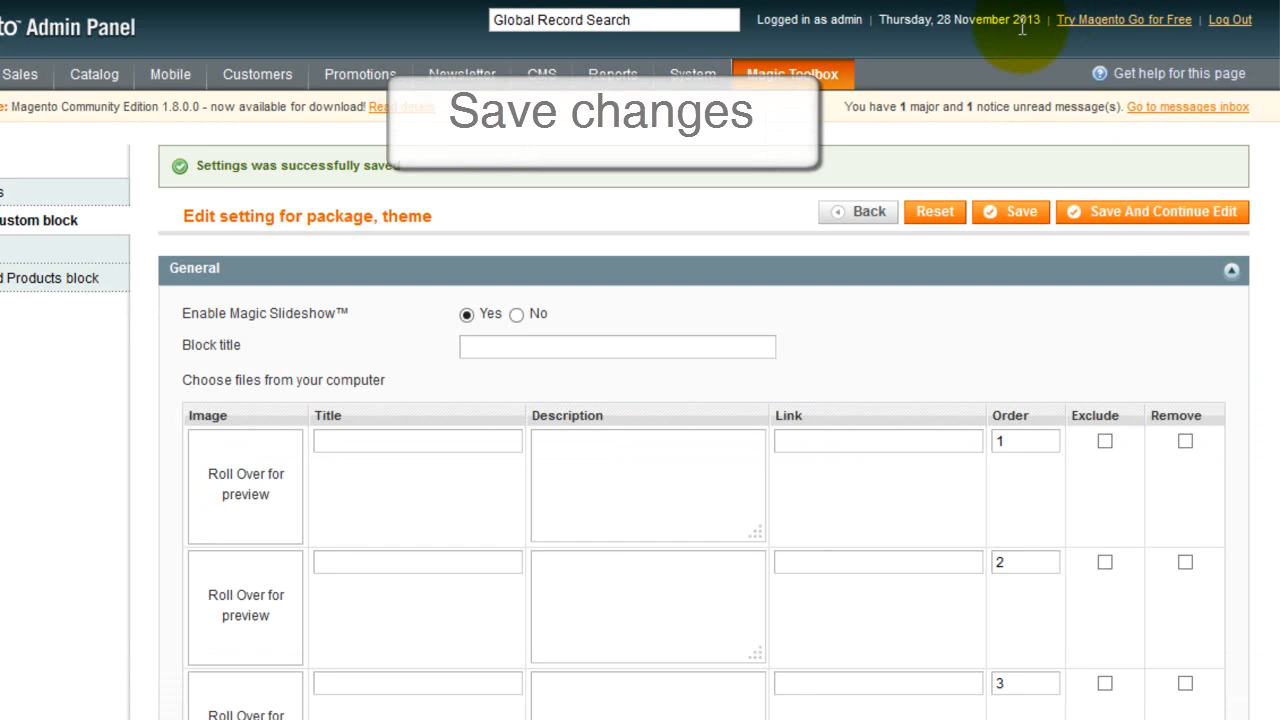 to™ Admin Panel
Global Record Search
Logged in as admin | Thursday, 28 November 2013 | Try Magento Go for Free | Log Out
Sales Catalog Mobile Customers Promotions Newsletter CMS Reports System Magic Toolbox Get help for this page
e: Magento Community Edition 1.8.0.0 - now available for download! Read details
You have 1 major and 1 notice unread message(s). Go to messages inbox
Save changes
Settings was successfully saved
s
ustom block
d Products block
Edit setting for package, theme
Back Reset Save Save And Continue Edit
General
Enable Magic Slideshow™ Yes No
Block title
Choose files from your computer
Image Title Description Link Order Exclude Remove
Roll Over for
preview
1
Roll Over for
preview
2
Roll Over for
3